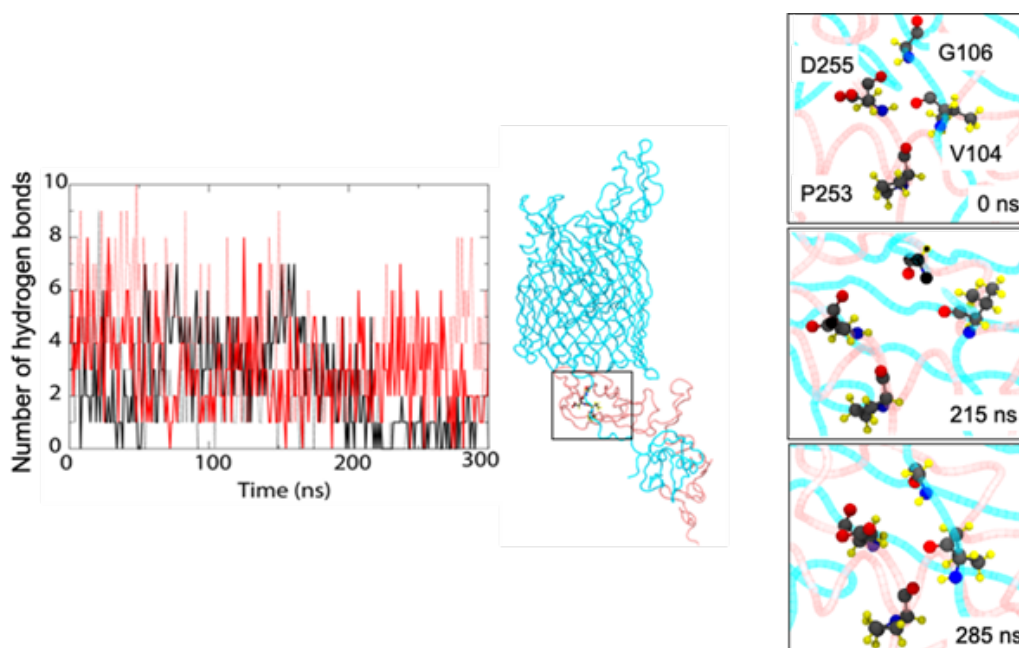 Number of hydrogen bonds
10
8
6
4
2
0
0
100
200
300
Time (ns)
D255
G106
V104
P253
0 ns
215 ns
285 ns